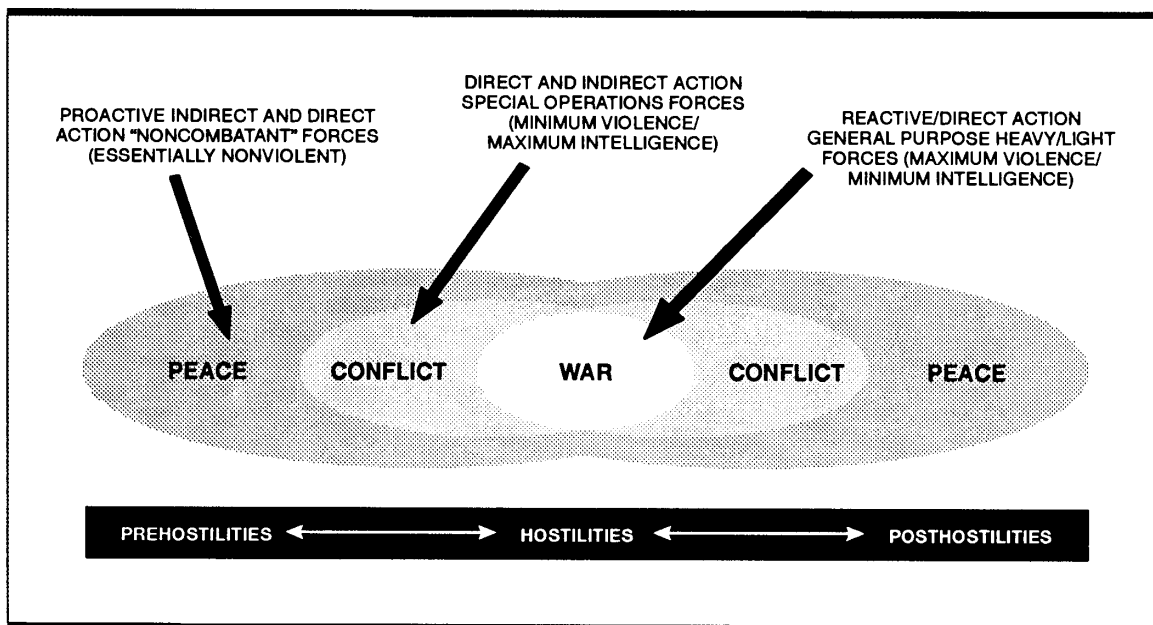 PROACTIVE INDIRECT AND DIRECT
ACTION "NONCOMBATANT" FORCES
(ESSENTIALLY NONVIOLENT)
DIRECT AND INDIRECT ACTION
SPECIAL OPERATIONS FORCES
(MINIMUM VIOLENCE/
MAXIMUM INTELLIGENCE)
REACTIVE/DIRECT ACTION
GENERAL PURPOSE HEAVY/LIGHT
FORCES (MAXIMUM VIOLENCE/
MINIMUM INTELLIGENCE)
PEACE CONFLICT WAR CONFLICT PEACE
PREHOSTILITIES HOSTILITIES POSTHOSTILITIES